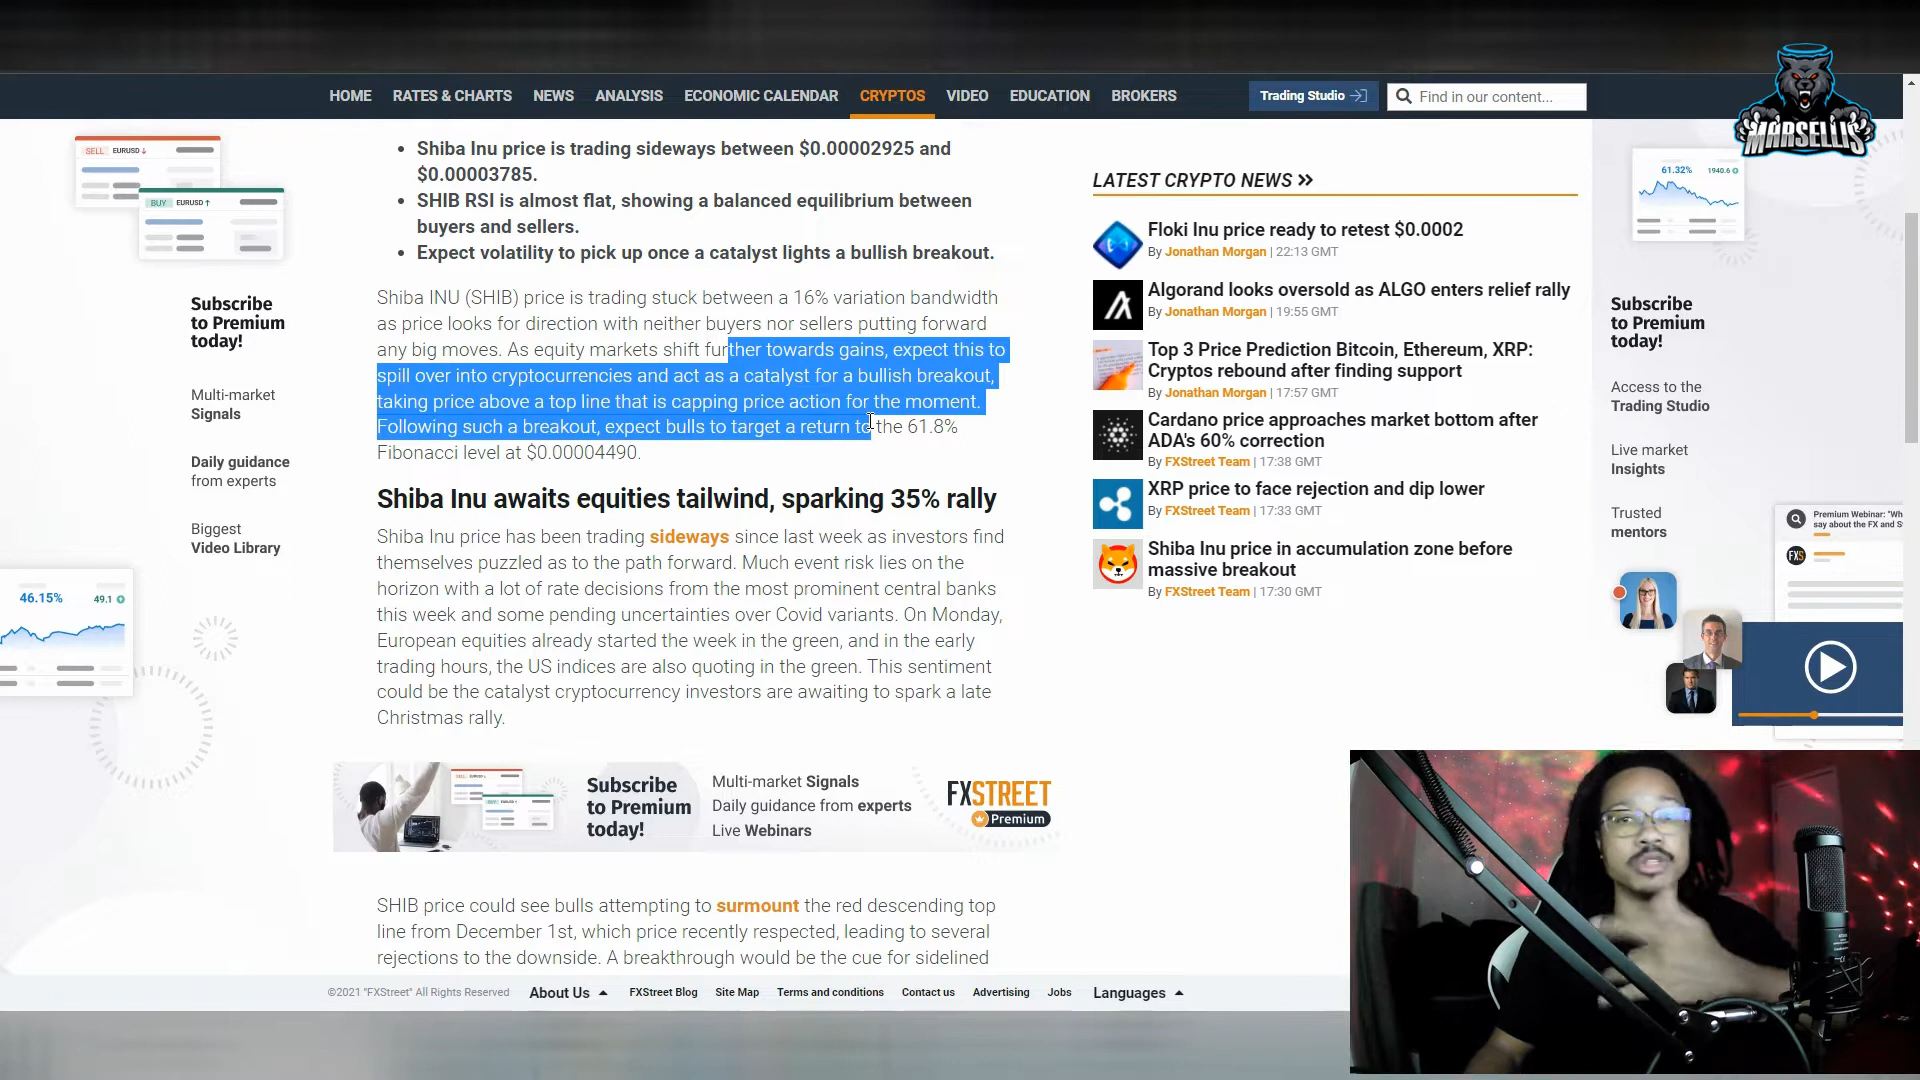 MARSELLIS
HOME RATES & CHARTS NEWS ANALYSIS ECONOMIC CALENDAR CRYPTOS VIDEO EDUCATION BROKERS
Trading Studio
Find in our content...
SELL EURUSD
BUY EURUSD
Subscribe
to Premium
today!
Multi-market
Signals
Daily guidance
from experts
Biggest
Video Library
46.15% 49.1
• Shiba Inu price is trading sideways between $0.00002925 and
$0.00003785.
• SHIB RSI is almost flat, showing a balanced equilibrium between
buyers and sellers.
• Expect volatility to pick up once a catalyst lights a bullish breakout.
Shiba INU (SHIB) price is trading stuck between a 16% variation bandwidth
as price looks for direction with neither buyers nor sellers putting forward
any big moves. As equity markets shift further towards gains, expect this to
spill over into cryptocurrencies and act as a catalyst for a bullish breakout,
taking price above a top line that is capping price action for the moment.
Following such a breakout, expect bulls to target a return to the 61.8%
Fibonacci level at $0.00004490.
Shiba Inu awaits equities tailwind, sparking 35% rally
Shiba Inu price has been trading sideways since last week as investors find
themselves puzzled as to the path forward. Much event risk lies on the
horizon with a lot of rate decisions from the most prominent central banks
this week and some pending uncertainties over Covid variants. On Monday,
European equities already started the week in the green, and in the early
trading hours, the US indices are also quoting in the green. This sentiment
could be the catalyst cryptocurrency investors are awaiting to spark a late
Christmas rally.
Subscribe
to Premium
today!
Multi-market Signals
Daily guidance from experts
Live Webinars
FXSTREET
Premium
SHIB price could see bulls attempting to surmount the red descending top
line from December 1st, which price recently respected, leading to several
rejections to the downside. A breakthrough would be the cue for sidelined
LATEST CRYPTO NEWS >>
Floki Inu price ready to retest $0.0002
By Jonathan Morgan | 22:13 GMT
Algorand looks oversold as ALGO enters relief rally
By Jonathan Morgan | 19:55 GMT
Top 3 Price Prediction Bitcoin, Ethereum, XRP:
Cryptos rebound after finding support
By Jonathan Morgan | 17:57 GMT
Cardano price approaches market bottom after
ADA's 60% correction
By FXStreet Team | 17:38 GMT
XRP price to face rejection and dip lower
By FXStreet Team | 17:33 GMT
Shiba Inu price in accumulation zone before
massive breakout
By FXStreet Team | 17:30 GMT
61.32% 1940.6
Subscribe
to Premium
today!
Access to the
Trading Studio
Live market
Insights
Trusted
mentors
Premium Webinar: "Wh
say about the FX and S
FXS
©2021 "FXStreet" All Rights Reserved About Us FXStreet Blog Site Map Terms and conditions Contact us Advertising Jobs Languages